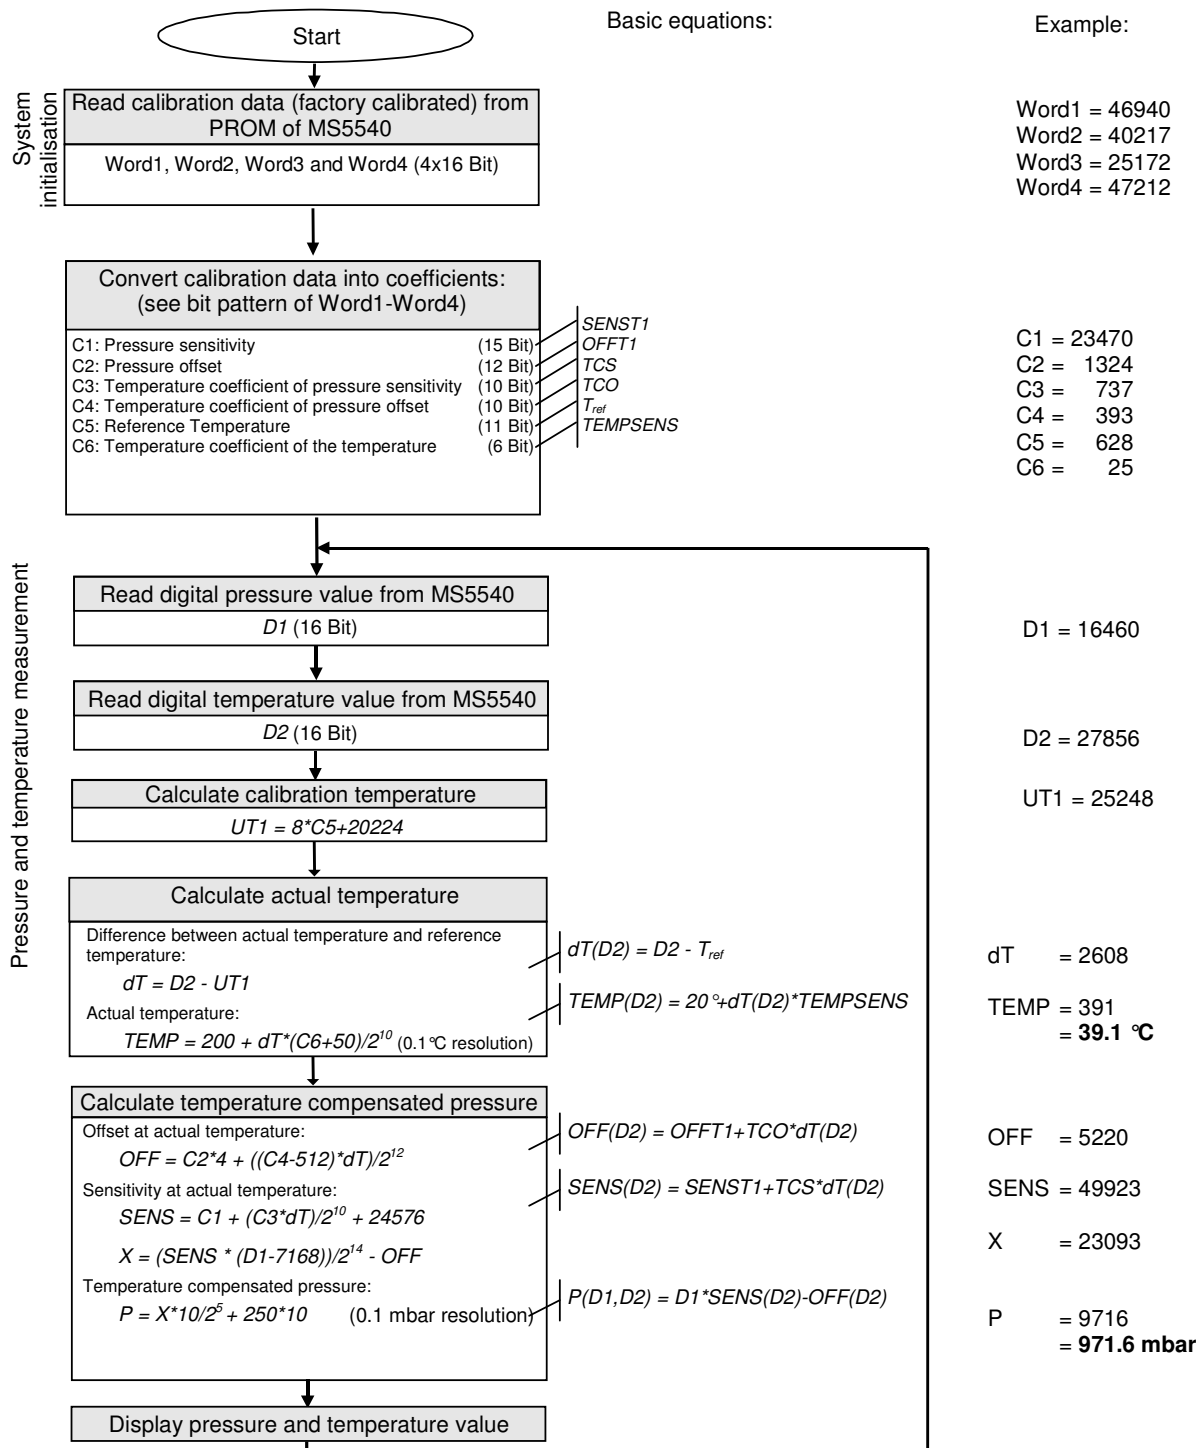 Start
Basic equations:
Example:
System
initialisation
Read calibration data (factory calibrated) from
PROM of MS5540
Word1, Word2, Word3 and Word4 (4x16 Bit)
Word1 = 46940
Word2 = 40217
Word3 = 25172
Word4 = 47212
Convert calibration data into coefficients:
(see bit pattern of Word1-Word4)
C1: Pressure sensitivity (15 Bit) SENST1
C2: Pressure offset (12 Bit) OFFT1
C3: Temperature coefficient of pressure sensitivity (10 Bit) TCS
C4: Temperature coefficient of pressure offset (10 Bit) TCO
C5: Reference Temperature (11 Bit) Tref
C6: Temperature coefficient of the temperature (6 Bit) TEMPSENS
C1 = 23470
C2 = 1324
C3 = 737
C4 = 393
C5 = 628
C6 = 25
Pressure and temperature measurement
Read digital pressure value from MS5540
D1 (16 Bit)
D1 = 16460
Read digital temperature value from MS5540
D2 (16 Bit)
D2 = 27856
Calculate calibration temperature
UT1 = 8*C5+20224
UT1 = 25248
Calculate actual temperature
Difference between actual temperature and reference
temperature:
dT = D2 - UT1
dT(D2) = D2 - Tref
dT = 2608
Actual temperature:
TEMP = 200 + dT*(C6+50)/2^10 (0.1°C resolution)
TEMP(D2) = 20°+dT(D2)*TEMPSENS
TEMP = 391
= 39.1 °C
Calculate temperature compensated pressure
Offset at actual temperature:
OFF = C2*4 + ((C4-512)*dT)/2^12
OFF(D2) = OFFT1+TCO*dT(D2)
OFF = 5220
Sensitivity at actual temperature:
SENS = C1 + (C3*dT)/2^10 + 24576
SENS(D2) = SENST1+TCS*dT(D2)
SENS = 49923
X = (SENS * (D1-7168))/2^14 - OFF
X = 23093
Temperature compensated pressure:
P = X*10/2^5 + 250*10 (0.1 mbar resolution)
P(D1,D2) = D1*SENS(D2)-OFF(D2)
P = 9716
= 971.6 mbar
Display pressure and temperature value